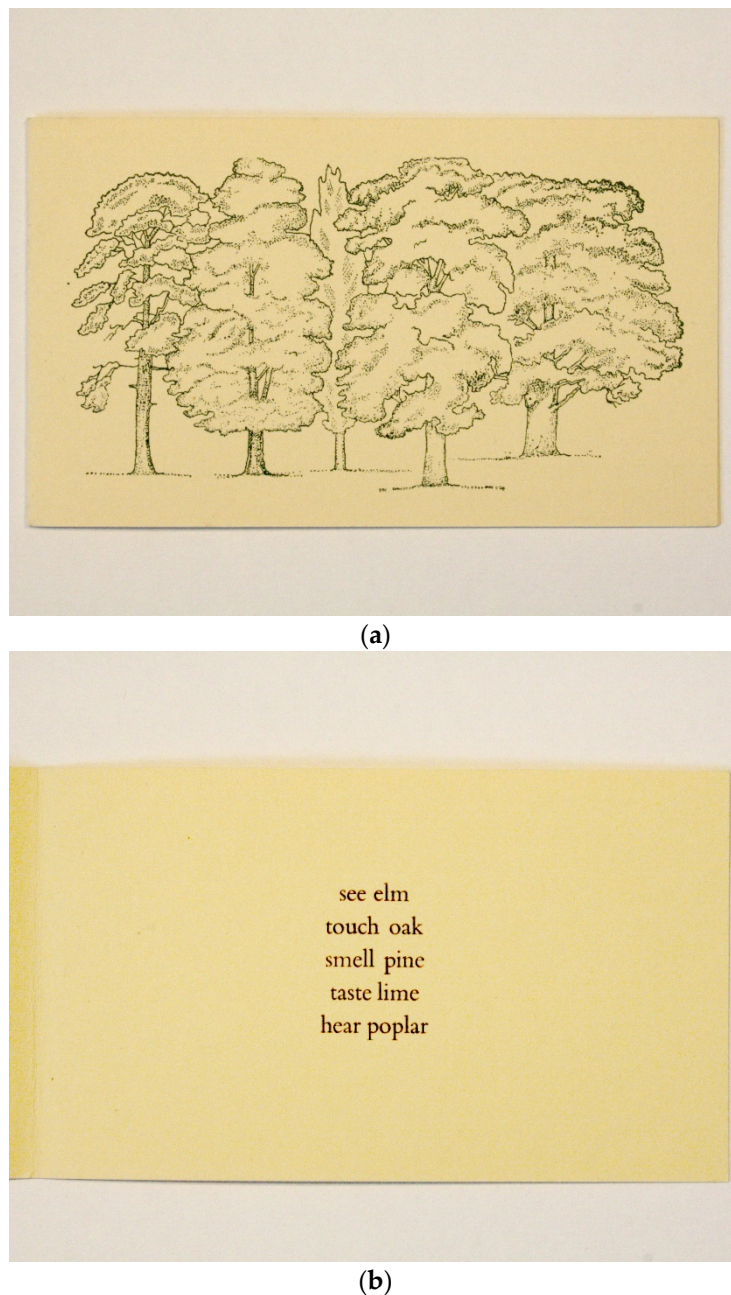 (a)
see elm
touch oak
smell pine
taste lime
hear poplar
(b)